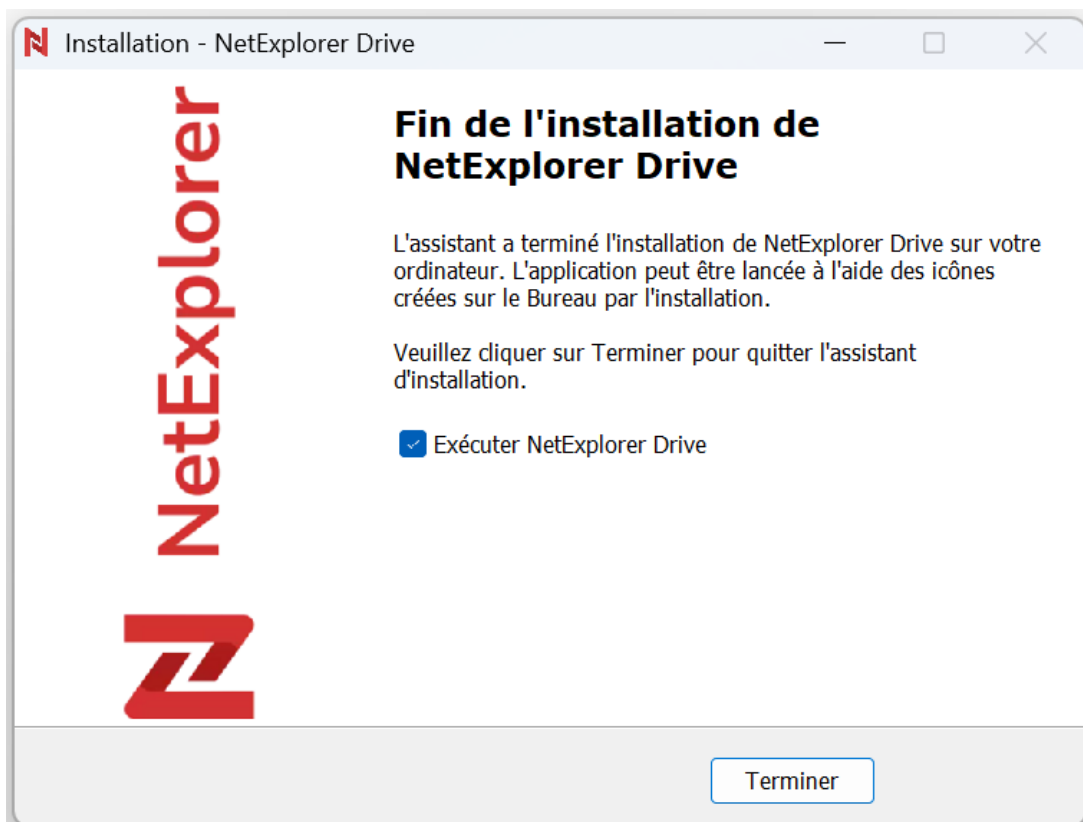 Installation - NetExplorer Drive
NetExplorer
Fin de l'installation de
NetExplorer Drive
L'assistant a terminé l'installation de NetExplorer Drive sur votre
ordinateur. L'application peut être lancée à l'aide des icônes
créées sur le Bureau par l'installation.
Veuillez cliquer sur Terminer pour quitter l'assistant
d'installation.
Exécuter NetExplorer Drive
Terminer